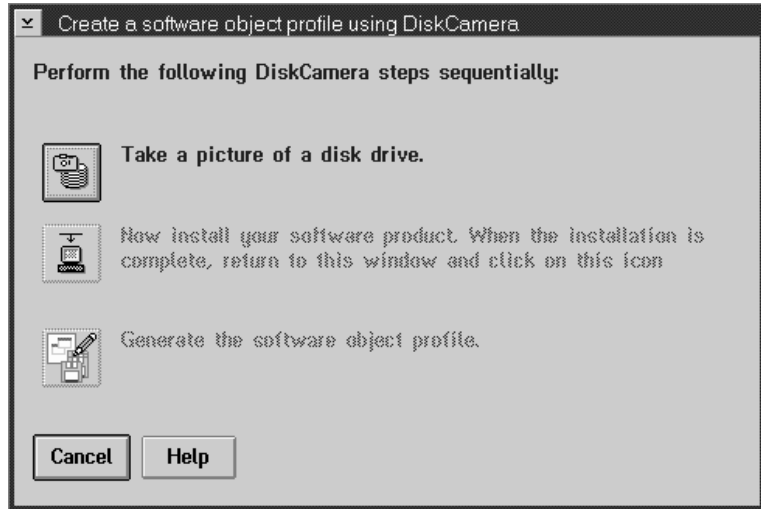 Create a software object profile using DiskCamera
Perform the following DiskCamera steps sequentially:
Take a picture of a disk drive.
Now install your software product. When the installation is
complete, return to this window and click on this icon
Generate the software object profile.
Cancel
Help